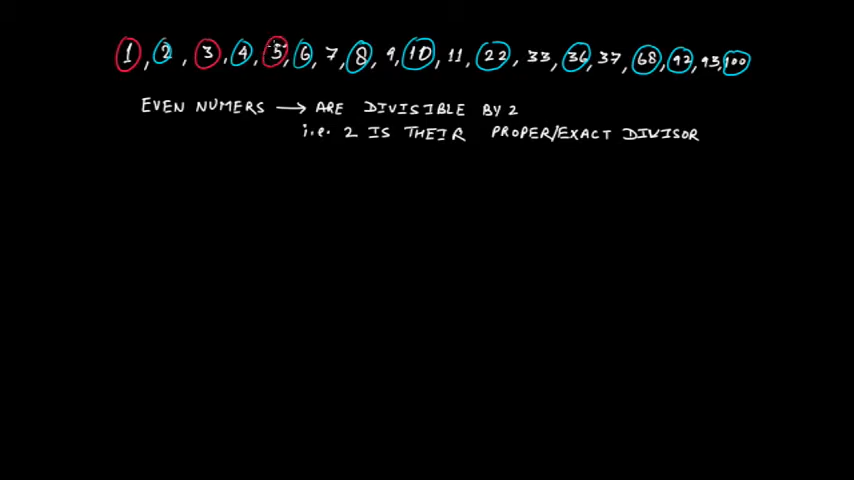 1, 2, 3, 4, 5, 6, 7, 8, 9, 10, 11, 22, 33, 36, 37, 68, 92, 93, 100
EVEN NUMERS → ARE DIVISIBLE BY 2
i.e. 2 IS THEIR PROPER/EXACT DIVISOR